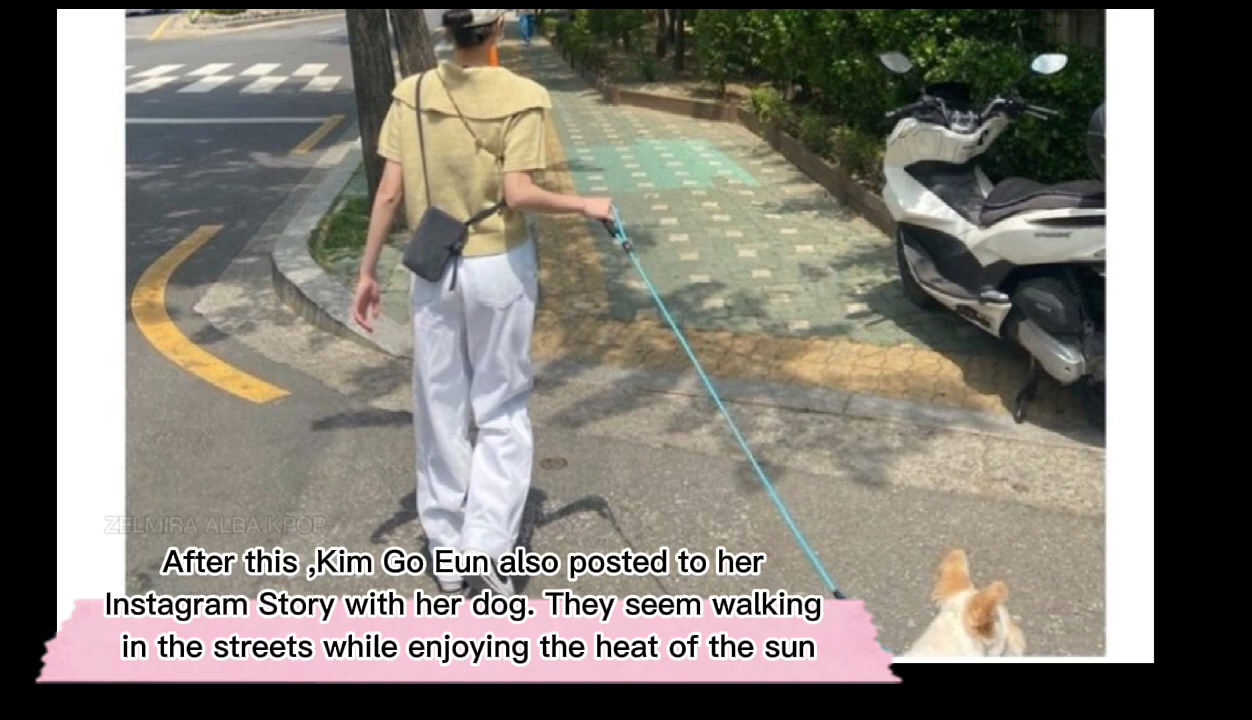 ZELMIRA ALBA KPOP
After this ,Kim Go Eun also posted to her
Instagram Story with her dog. They seem walking
in the streets while enjoying the heat of the sun